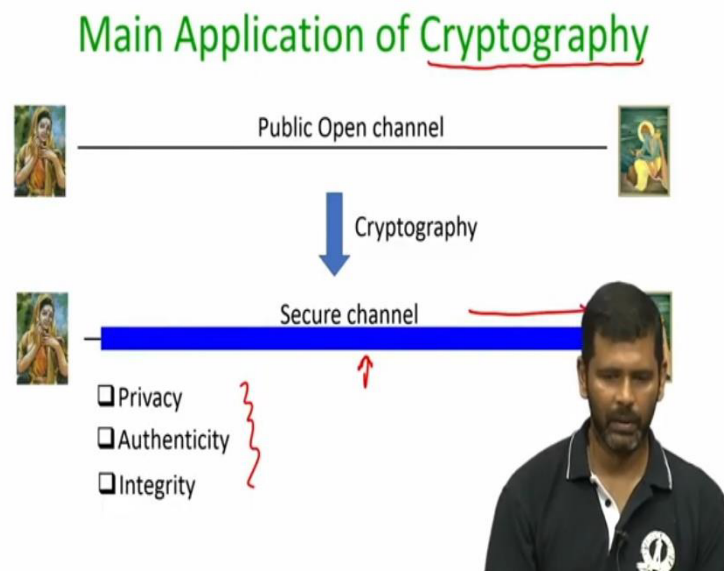 Main Application of Cryptography
Public Open channel
Cryptography
Secure channel
Privacy
Authenticity
Integrity